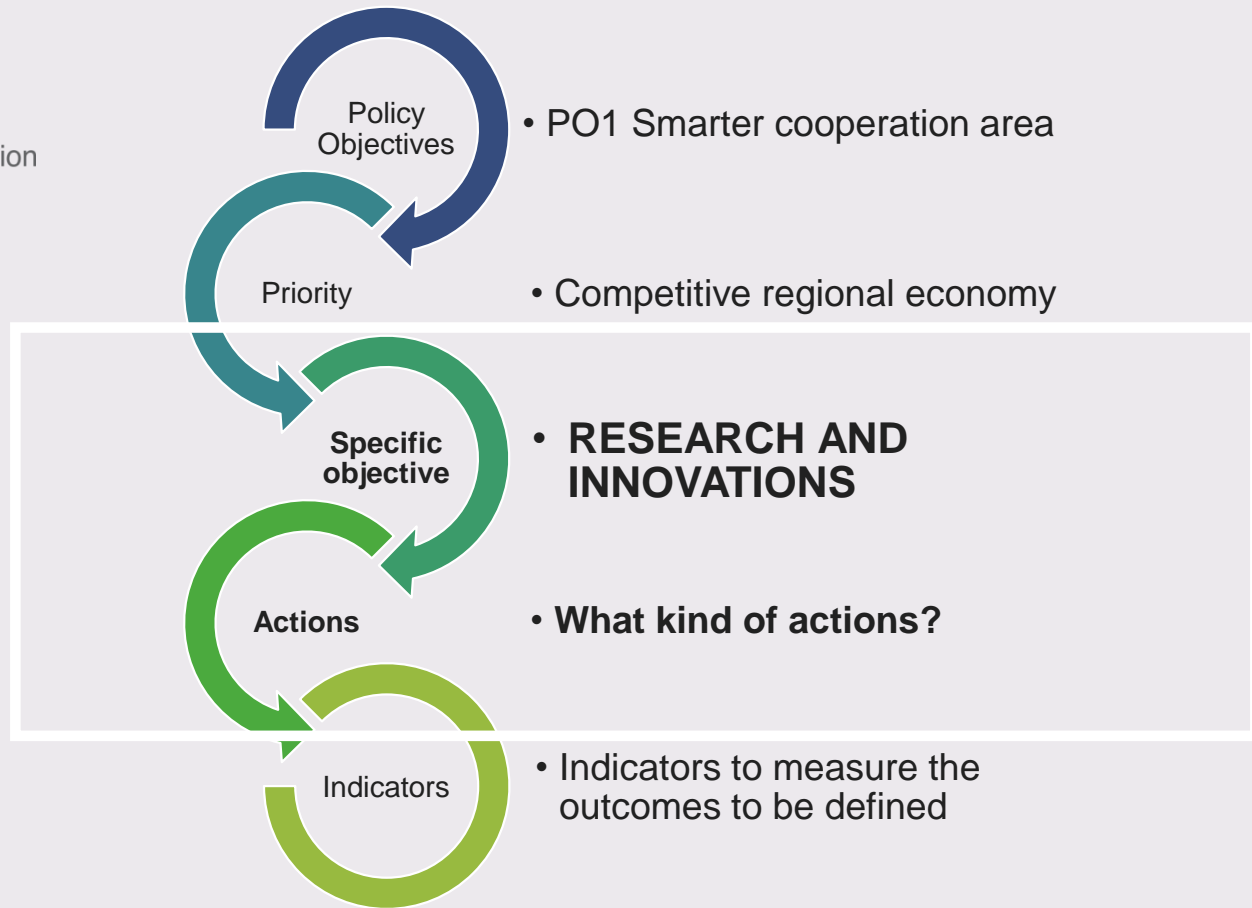 Policy
Objectives
• PO1 Smarter cooperation area
ion
Priority
• Competitive regional economy
Specific
objective
• RESEARCH AND
INNOVATIONS
Actions
• What kind of actions?
Indicators
• Indicators to measure the
outcomes to be defined